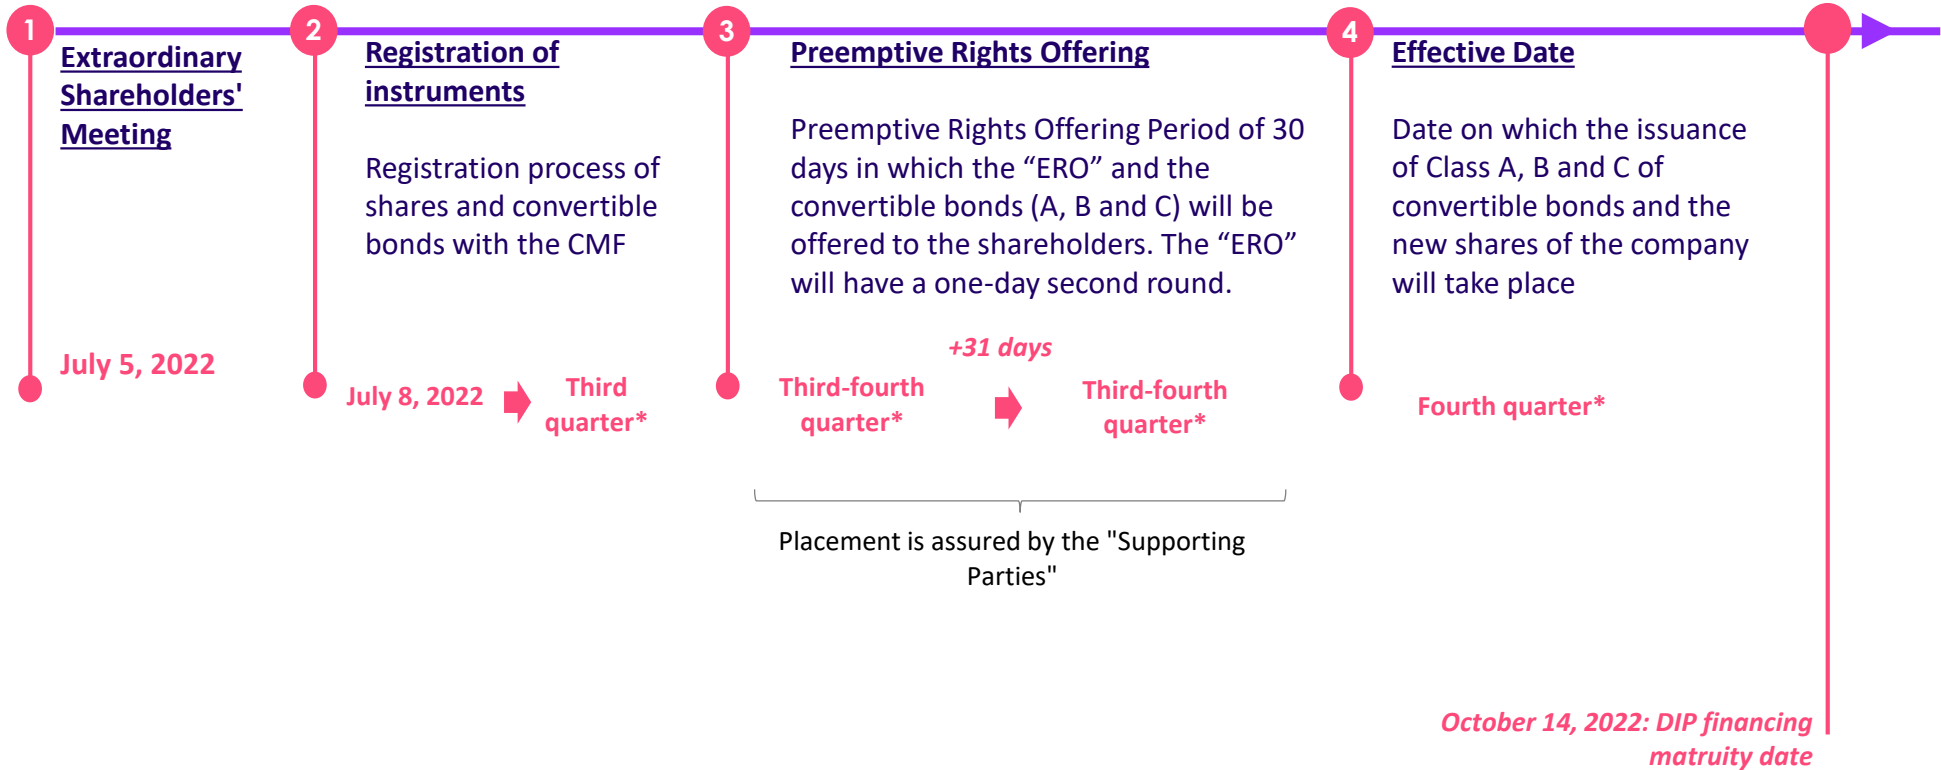 1
Extraordinary
Shareholders'
Meeting
July 5, 2022
2
Registration of
instruments
Registration process of
shares and convertible
bonds with the CMF
July 8, 2022
Third
quarter*
3
Preemptive Rights Offering
Preemptive Rights Offering Period of 30
days in which the “ERO” and the
convertible bonds (A, B and C) will be
offered to the shareholders. The “ERO”
will have a one-day second round.
+31 days
Third-fourth
quarter*
Third-fourth
quarter*
Placement is assured by the "Supporting
Parties"
4
Effective Date
Date on which the issuance
of Class A, B and C of
convertible bonds and the
new shares of the company
will take place
Fourth quarter*
October 14, 2022: DIP financing
matruity date